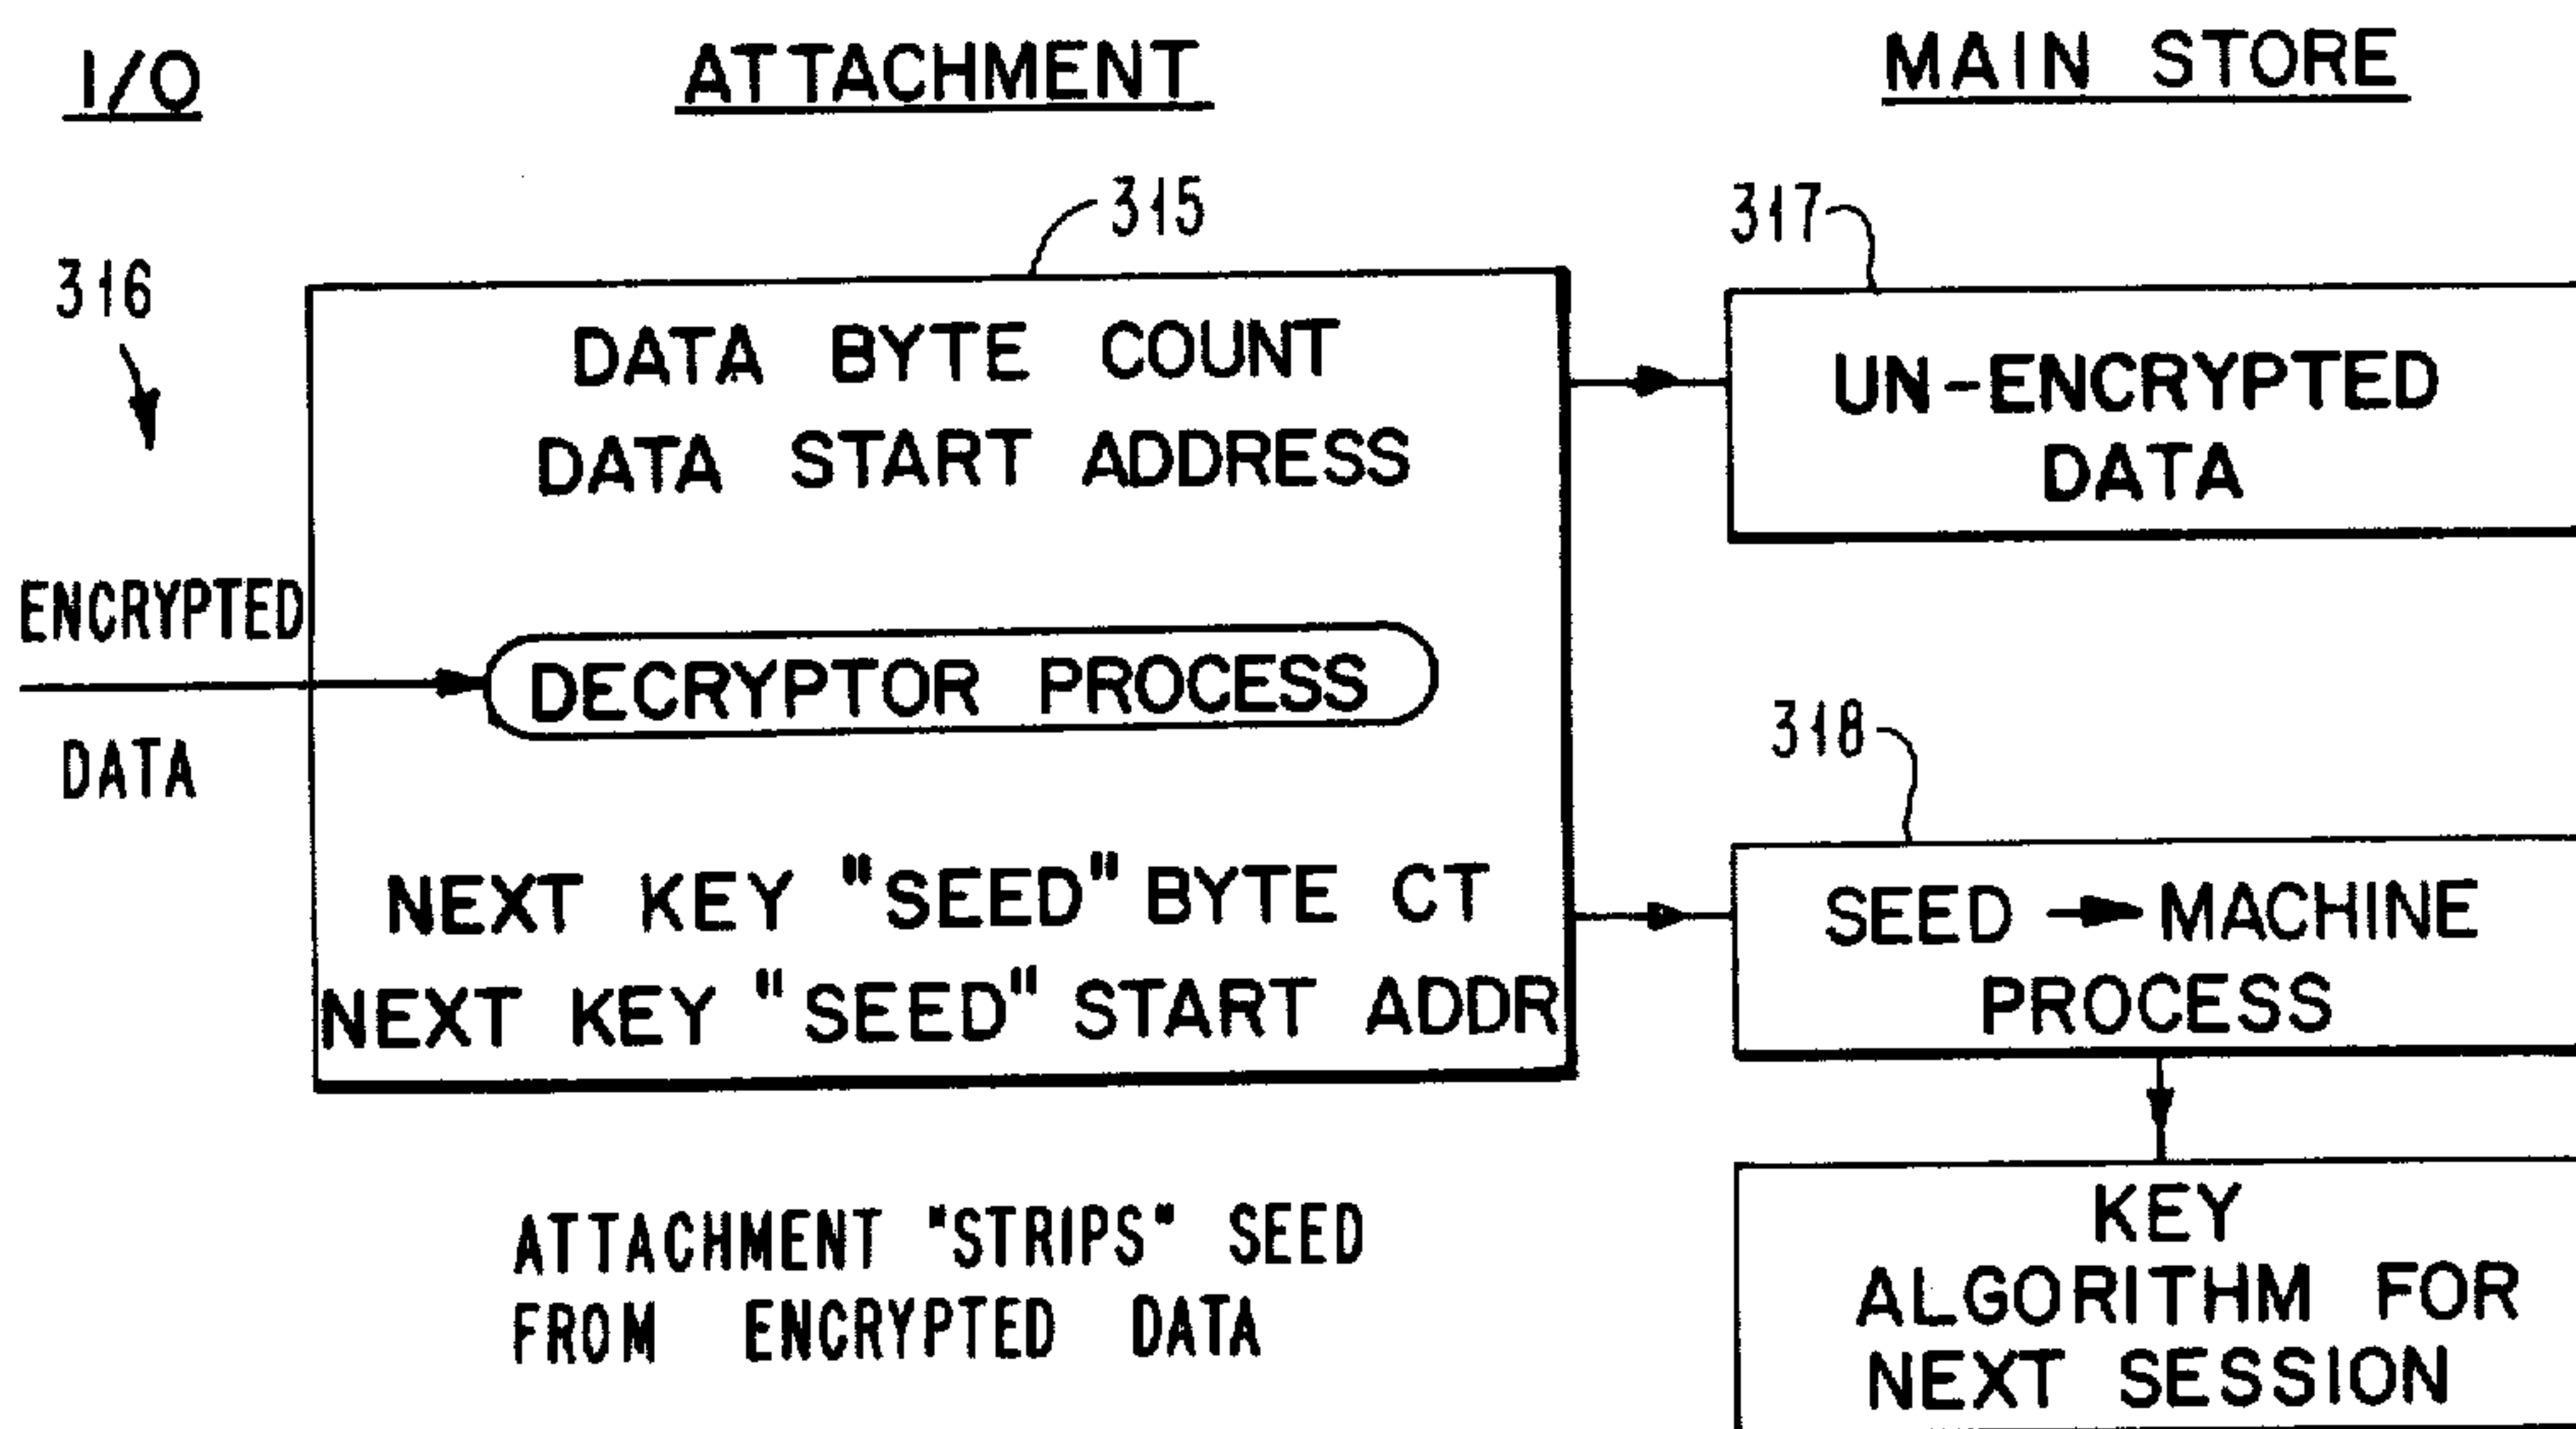 I/O
ATTACHMENT
MAIN STORE
315
317
316
DATA BYTE COUNT
DATA START ADDRESS
UN-ENCRYPTED
DATA
ENCRYPTED
DATA
DECRYPTOR PROCESS
318
NEXT KEY "SEED" BYTE CT
NEXT KEY "SEED" START ADDR
SEED → MACHINE
PROCESS
KEY
ALGORITHM FOR
NEXT SESSION
ATTACHMENT "STRIPS" SEED
FROM ENCRYPTED DATA